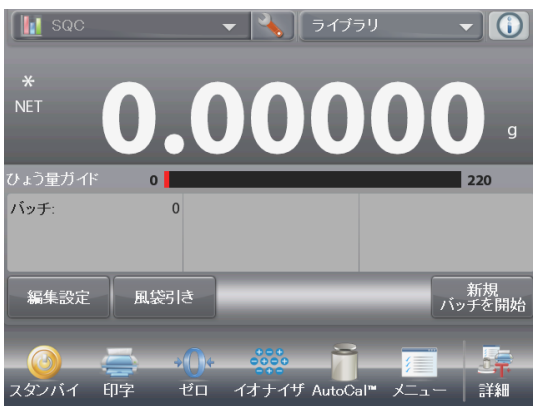 SQC ライブラリ
*
NET 0.00000 g
ひょう量ガイド 0 220
バッチ: 0
編集設定 風袋引き 新規
バッチを開始
スタンバイ 印字 ゼロ イオナイザ AutoCal™ メニュー 詳細